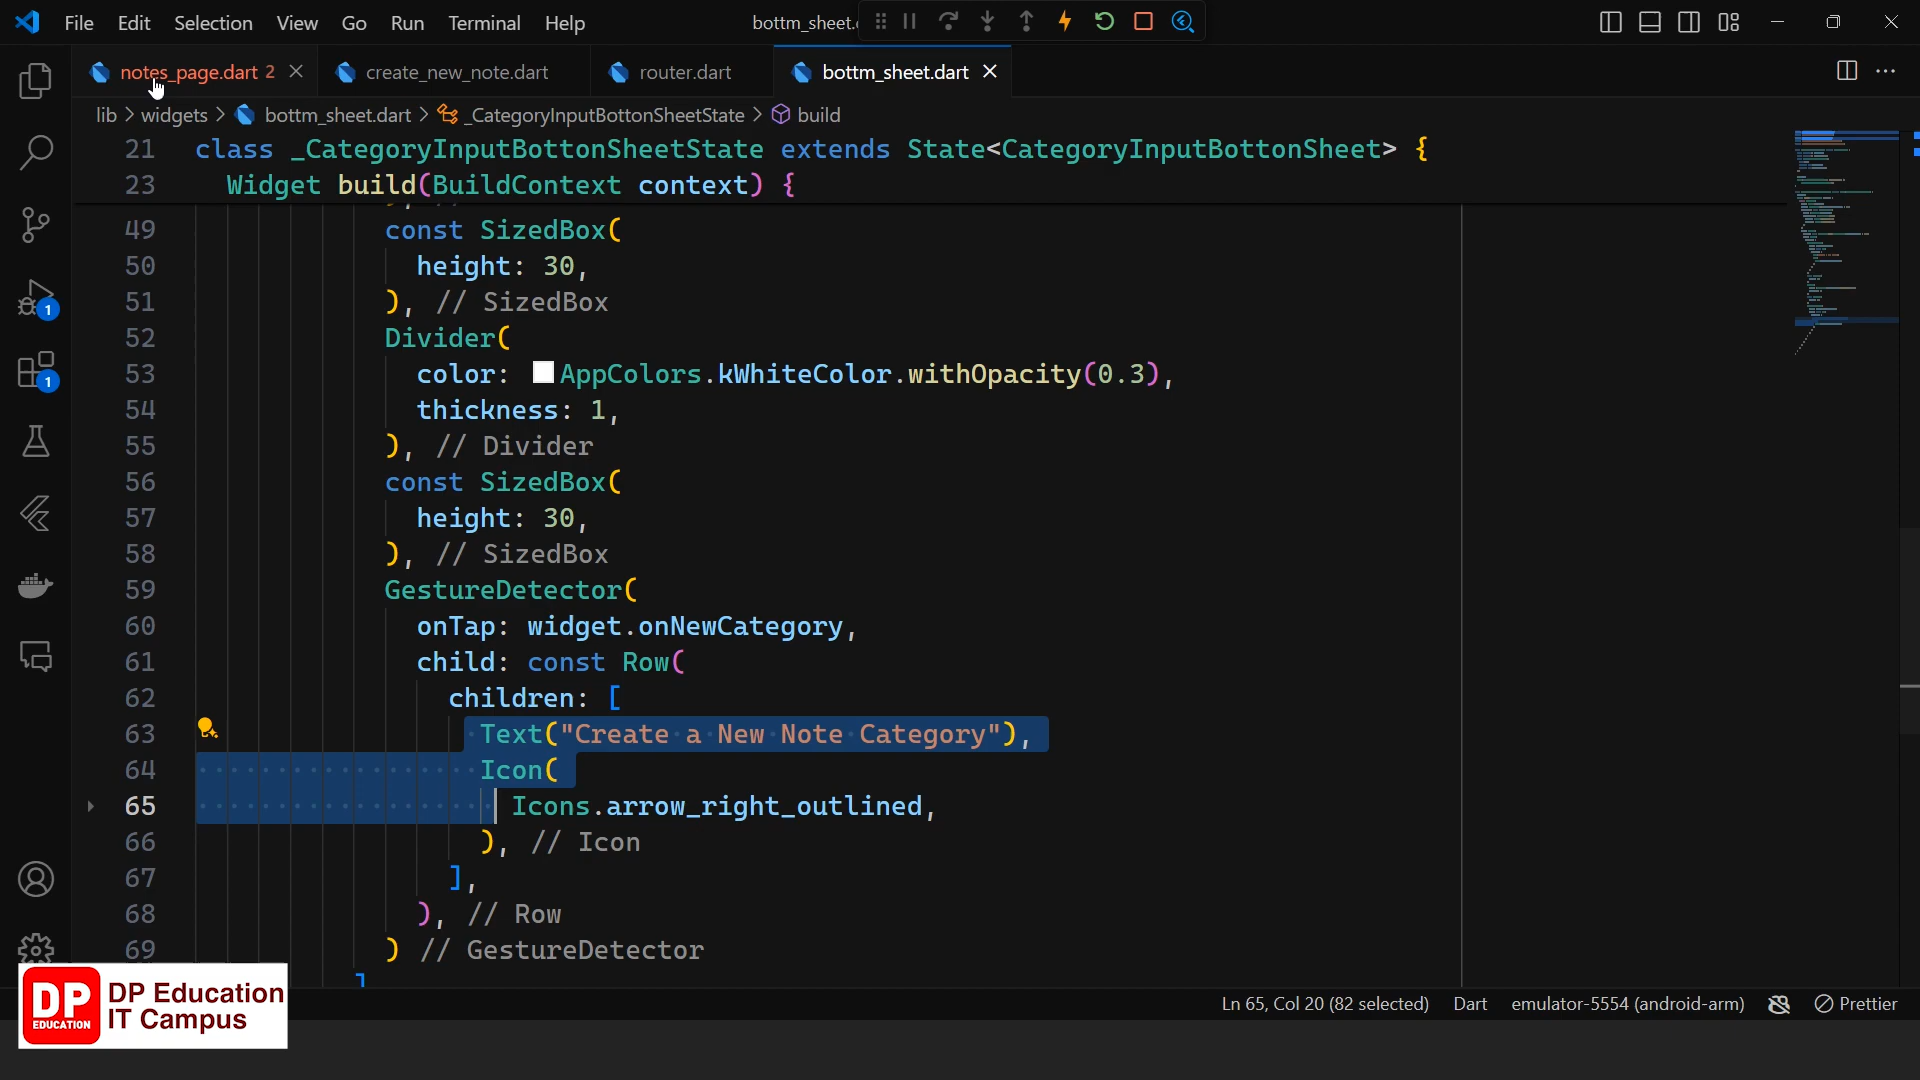 File Edit Selection View Go Run Terminal Help bottm_sheet.
notes_page.dart 2 create_new_note.dart router.dart bottm_sheet.dart
lib > widgets > bottm_sheet.dart > _CategoryInputBottonSheetState > build
21 class _CategoryInputBottonSheetState extends State<CategoryInputBottonSheet> {
23 Widget build(BuildContext context) {
49 const SizedBox(
50 height: 30,
51 ), // SizedBox
52 Divider(
53 color: AppColors.kWhiteColor.withOpacity(0.3),
54 thickness: 1,
55 ), // Divider
56 const SizedBox(
57 height: 30,
58 ), // SizedBox
59 GestureDetector(
60 onTap: widget.onNewCategory,
61 child: const Row(
62 children: [
63 Text("Create a New Note Category"),
64 Icon(
65 Icons.arrow_right_outlined,
66 ), // Icon
67 ],
68 ), // Row
69 ) // GestureDetector
]
1
1
DP EDUCATION
DP Education
IT Campus
Ln 65, Col 20 (82 selected) Dart emulator-5554 (android-arm) Prettier